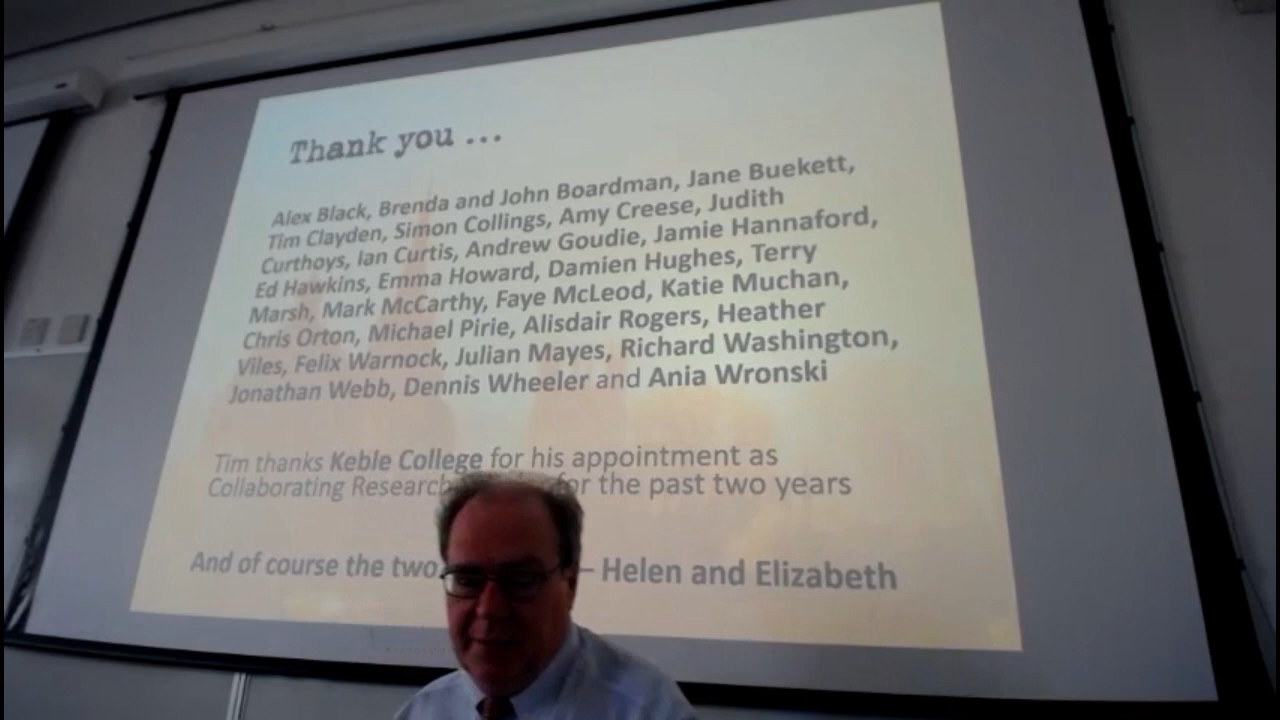 Thank you ...
Alex Black, Brenda and John Boardman, Jane Buekett,
Tim Clayden, Simon Collings, Amy Creese, Judith
Curthoys, Ian Curtis, Andrew Goudie, Jamie Hannaford,
Ed Hawkins, Emma Howard, Damien Hughes, Terry
Marsh, Mark McCarthy, Faye McLeod, Katie Muchan,
Chris Orton, Michael Pirie, Alisdair Rogers, Heather
Viles, Felix Warnock, Julian Mayes, Richard Washington,
Jonathan Webb, Dennis Wheeler and Ania Wronski
Tim thanks Keble College for his appointment as
Collaborating Research for the past two years
And of course the two – Helen and Elizabeth